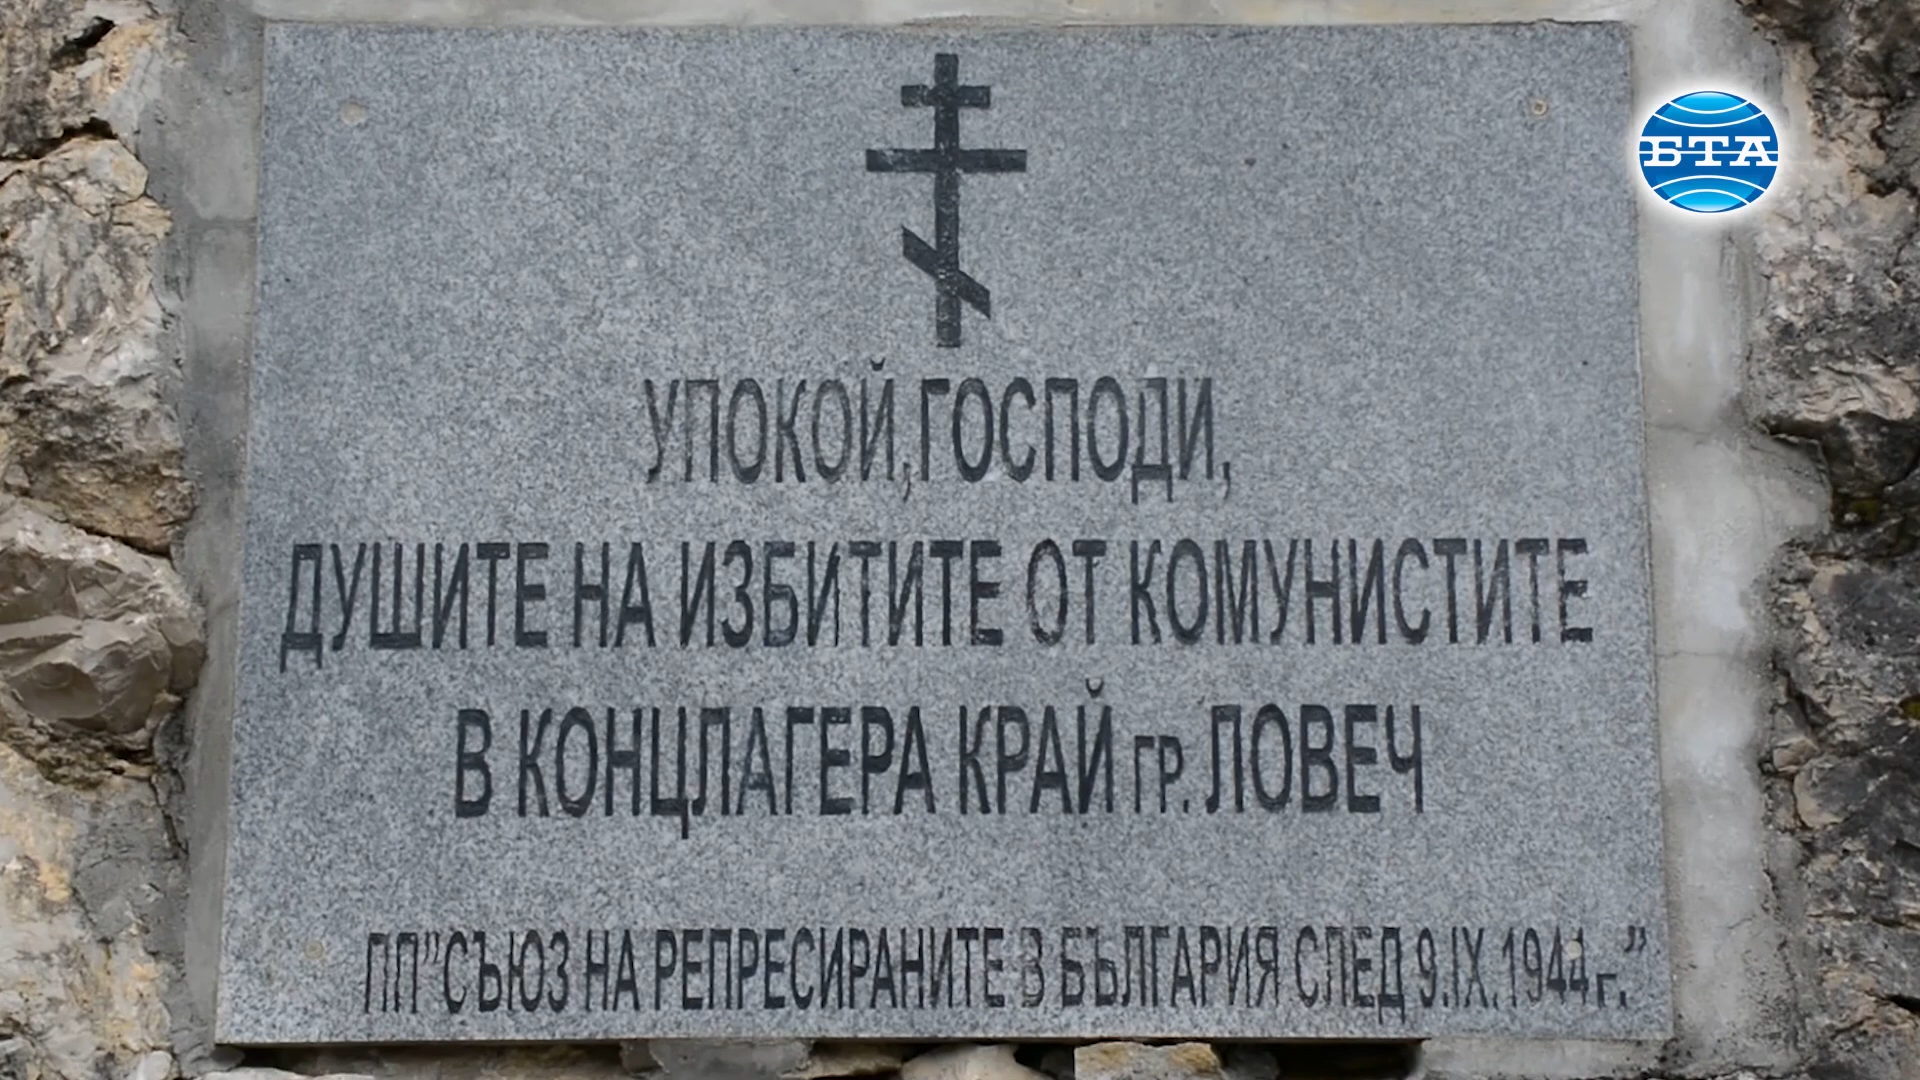 БТА
УПОКОЙ, ГОСПОДИ,
ДУШИТЕ НА ИЗБИТИТЕ ОТ КОМУНИСТИТЕ
В КОНЦЛАГЕРА КРАЙ гр. ЛОВЕЧ
ПП"СЪЮЗ НА РЕПРЕСИРАНИТЕ В БЪЛГАРИЯ СЛЕД 9.IX.1944г."